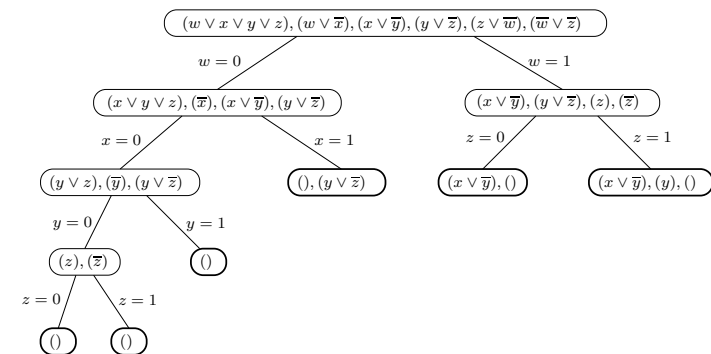 (w ∨ x ∨ y ∨ z), (w ∨ x̅), (x ∨ y̅), (y ∨ z̅), (z ∨ w̅), (w̅ ∨ z̅)
w = 0 w = 1
(x ∨ y ∨ z), (x̅), (x ∨ y̅), (y ∨ z̅) (x ∨ y̅), (y ∨ z̅), (z), (z̅)
x = 0 x = 1 z = 0 z = 1
(y ∨ z), (y̅), (y ∨ z̅) (), (y ∨ z̅) (x ∨ y̅), () (x ∨ y̅), (y), ()
y = 0 y = 1
(z), (z̅) ()
z = 0 z = 1
() ()